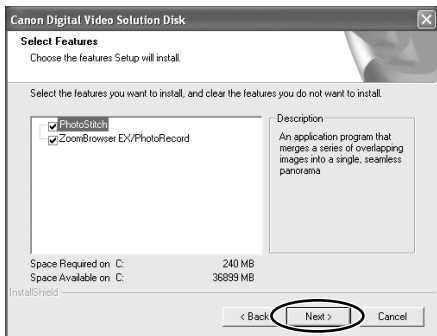 Canon Digital Video Solution Disk
Select Features
Choose the features Setup will install.
Select the features you want to install, and clear the features you do not want to install.
PhotoStitch
ZoomBrowser EX/PhotoRecord
Description
An application program that
merges a series of overlapping
images into a single, seamless
panorama
Space Required on C: 240 MB
Space Available on C: 36899 MB
InstallShield
< Back Next > Cancel